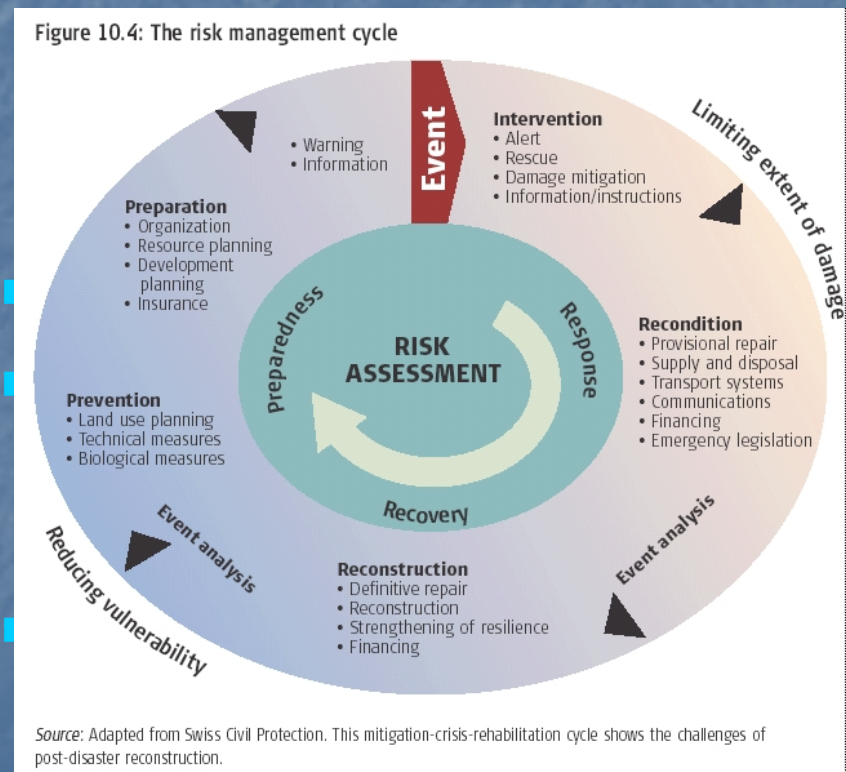 Figure 10.4: The risk management cycle
Event
• Warning
• Information
Intervention
• Alert
• Rescue
• Damage mitigation
• Information/instructions
Limiting extent of damage
Preparation
• Organization
• Resource planning
• Development
planning
• Insurance
Preparedness
RISK
ASSESSMENT
Response
Recondition
• Provisional repair
• Supply and disposal
• Transport systems
• Communications
• Financing
• Emergency legislation
Prevention
• Land use planning
• Technical measures
• Biological measures
Recovery
Event analysis
Event analysis
Reducing vulnerability
Reconstruction
• Definitive repair
• Reconstruction
• Strengthening of resilience
• Financing
Source: Adapted from Swiss Civil Protection. This mitigation-crisis-rehabilitation cycle shows the challenges of
post-disaster reconstruction.